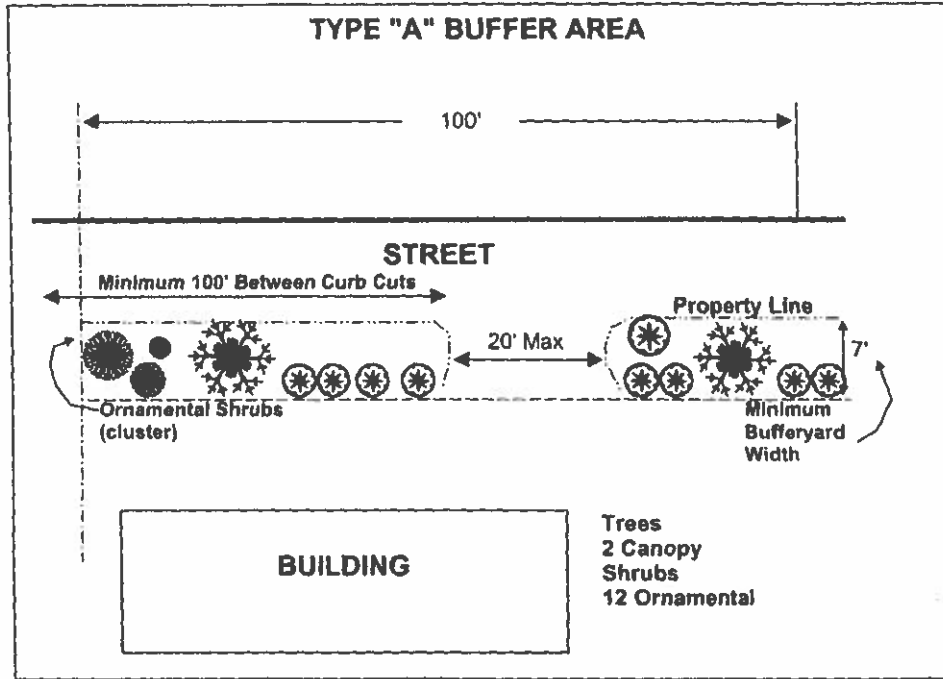 TYPE "A" BUFFER AREA
100'
STREET
Minimum 100' Between Curb Cuts
Property Line
20' Max
7'
Ornamental Shrubs
(cluster)
Minimum
Bufferyard
Width
BUILDING
Trees
2 Canopy
Shrubs
12 Ornamental